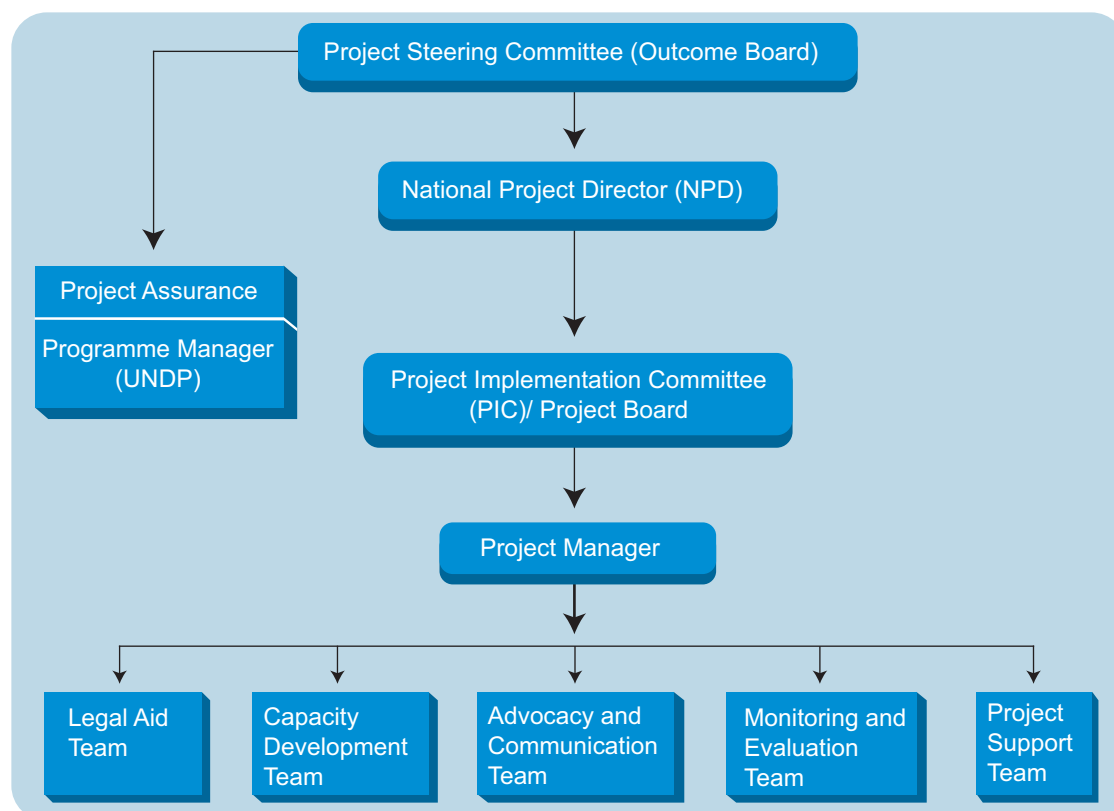 Project Steering Committee (Outcome Board)
National Project Director (NPD)
Project Assurance
Programme Manager
(UNDP)
Project Implementation Committee
(PIC)/ Project Board
Project Manager
Legal Aid
Team
Capacity
Development
Team
Advocacy and
Communication
Team
Monitoring and
Evaluation
Team
Project
Support
Team